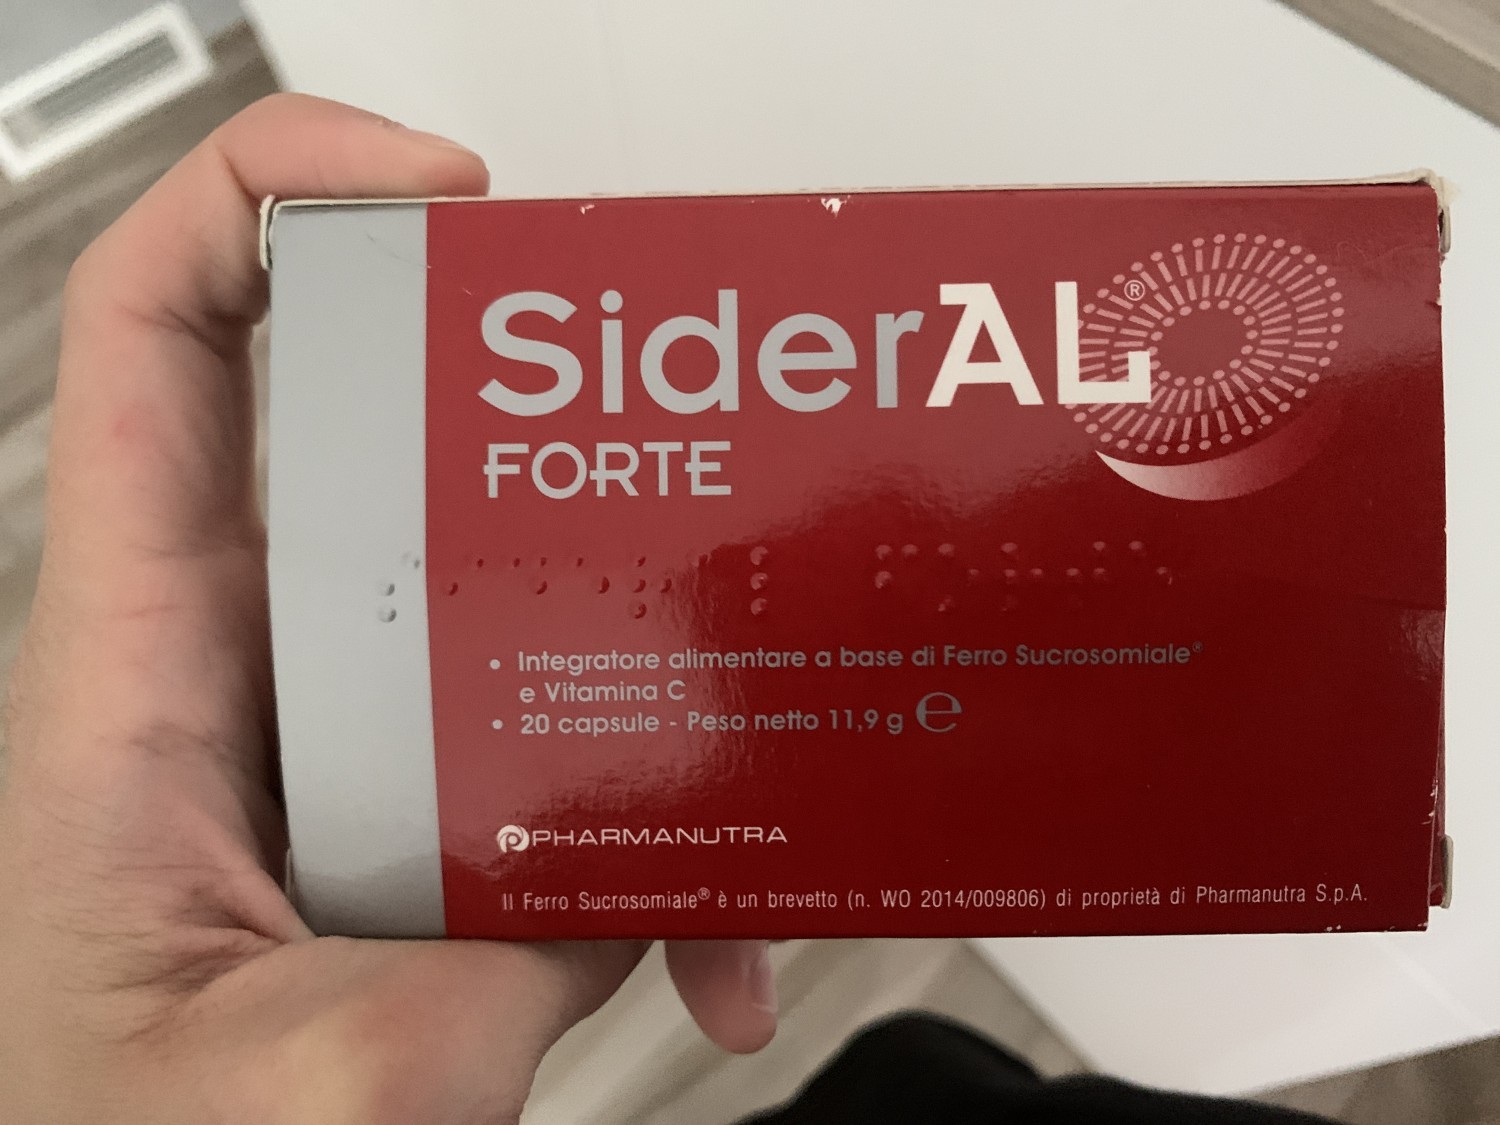 SiderAL®
FORTE
• Integratore alimentare a base di Ferro Sucrosomiale®
e Vitamina C
• 20 capsule - Peso netto 11,9 g ℮
PHARMANUTRA
Il Ferro Sucrosomiale® è un brevetto (n. WO 2014/009806) di proprietà di Pharmanutra S.p.A.